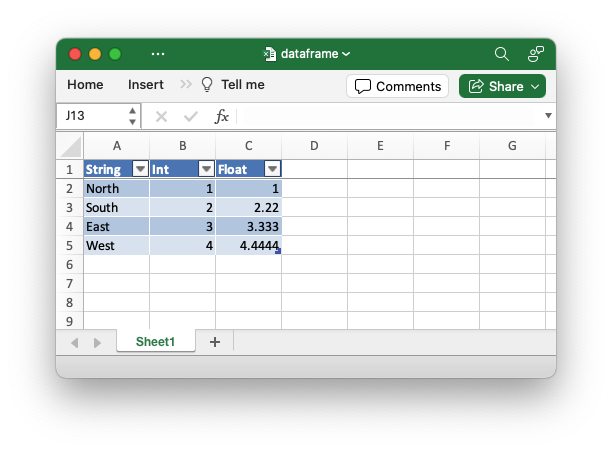 dataframe
Home Insert Tell me Comments Share
J13 fx
A B C D E F G
1 String Int Float
2 North 1 1
3 South 2 2.22
4 East 3 3.333
5 West 4 4.4444
6
7
8
9
Sheet1 +